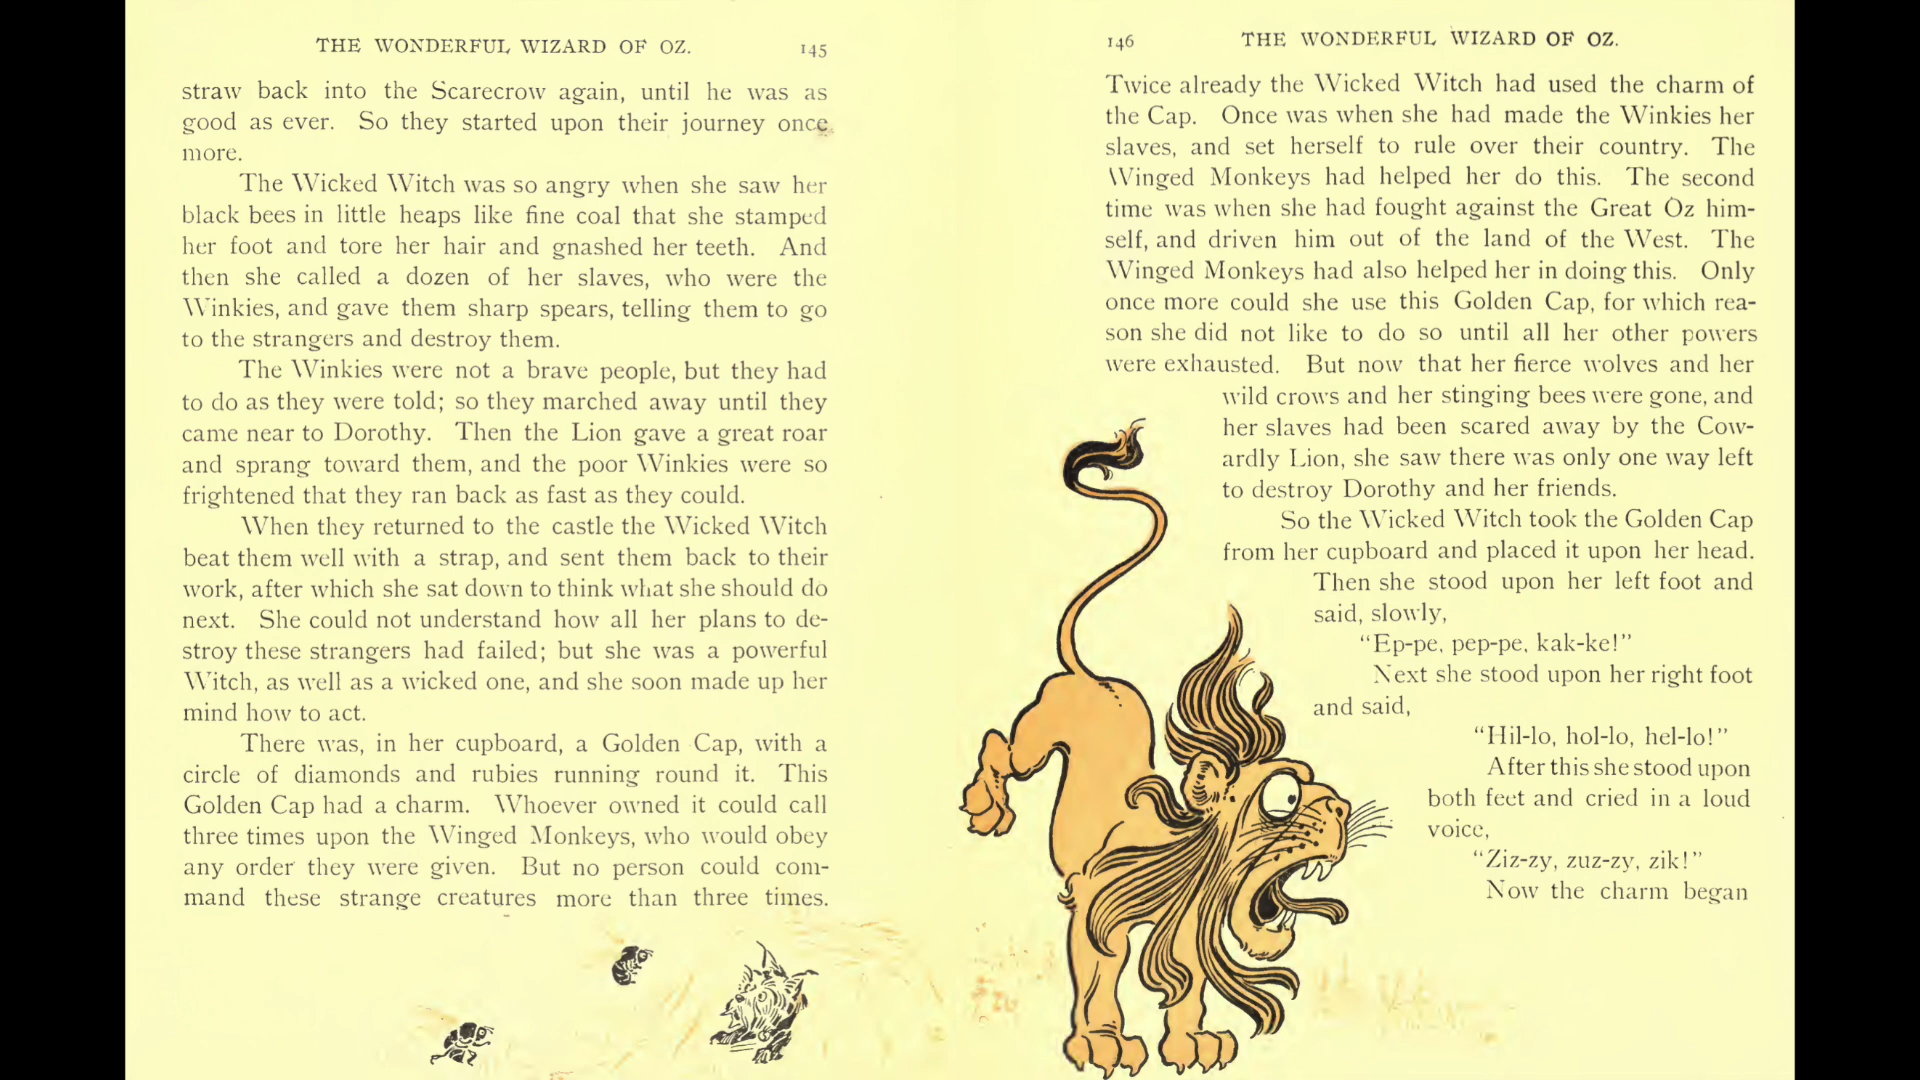 THE WONDERFUL WIZARD OF OZ. 145
straw back into the Scarecrow again, until he was as
good as ever. So they started upon their journey once
more.
The Wicked Witch was so angry when she saw her
black bees in little heaps like fine coal that she stamped
her foot and tore her hair and gnashed her teeth. And
then she called a dozen of her slaves, who were the
Winkies, and gave them sharp spears, telling them to go
to the strangers and destroy them.
The Winkies were not a brave people, but they had
to do as they were told; so they marched away until they
came near to Dorothy. Then the Lion gave a great roar
and sprang toward them, and the poor Winkies were so
frightened that they ran back as fast as they could.
When they returned to the castle the Wicked Witch
beat them well with a strap, and sent them back to their
work, after which she sat down to think what she should do
next. She could not understand how all her plans to de-
stroy these strangers had failed; but she was a powerful
Witch, as well as a wicked one, and she soon made up her
mind how to act.
There was, in her cupboard, a Golden Cap, with a
circle of diamonds and rubies running round it. This
Golden Cap had a charm. Whoever owned it could call
three times upon the Winged Monkeys, who would obey
any order they were given. But no person could com-
mand these strange creatures more than three times.
146 THE WONDERFUL WIZARD OF OZ.
Twice already the Wicked Witch had used the charm of
the Cap. Once was when she had made the Winkies her
slaves, and set herself to rule over their country. The
Winged Monkeys had helped her do this. The second
time was when she had fought against the Great Oz him-
self, and driven him out of the land of the West. The
Winged Monkeys had also helped her in doing this. Only
once more could she use this Golden Cap, for which rea-
son she did not like to do so until all her other powers
were exhausted. But now that her fierce wolves and her
wild crows and her stinging bees were gone, and
her slaves had been scared away by the Cow-
ardly Lion, she saw there was only one way left
to destroy Dorothy and her friends.
So the Wicked Witch took the Golden Cap
from her cupboard and placed it upon her head.
Then she stood upon her left foot and
said, slowly,
"Ep-pe, pep-pe, kak-ke!"
Next she stood upon her right foot
and said,
"Hil-lo, hol-lo, hel-lo!"
After this she stood upon
both feet and cried in a loud
voice,
"Ziz-zy, zuz-zy, zik!"
Now the charm began